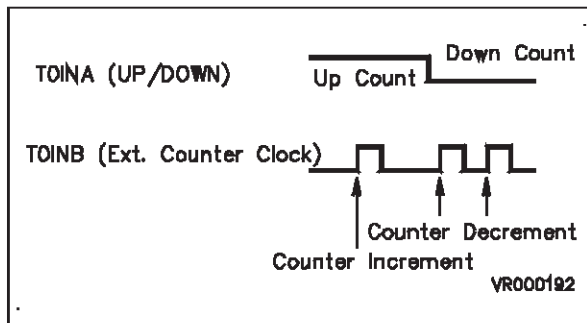 Down Count
TOINA (UP/DOWN)
Up Count
TOINB (Ext. Counter Clock)
Counter Decrement
Counter Increment
VR000192